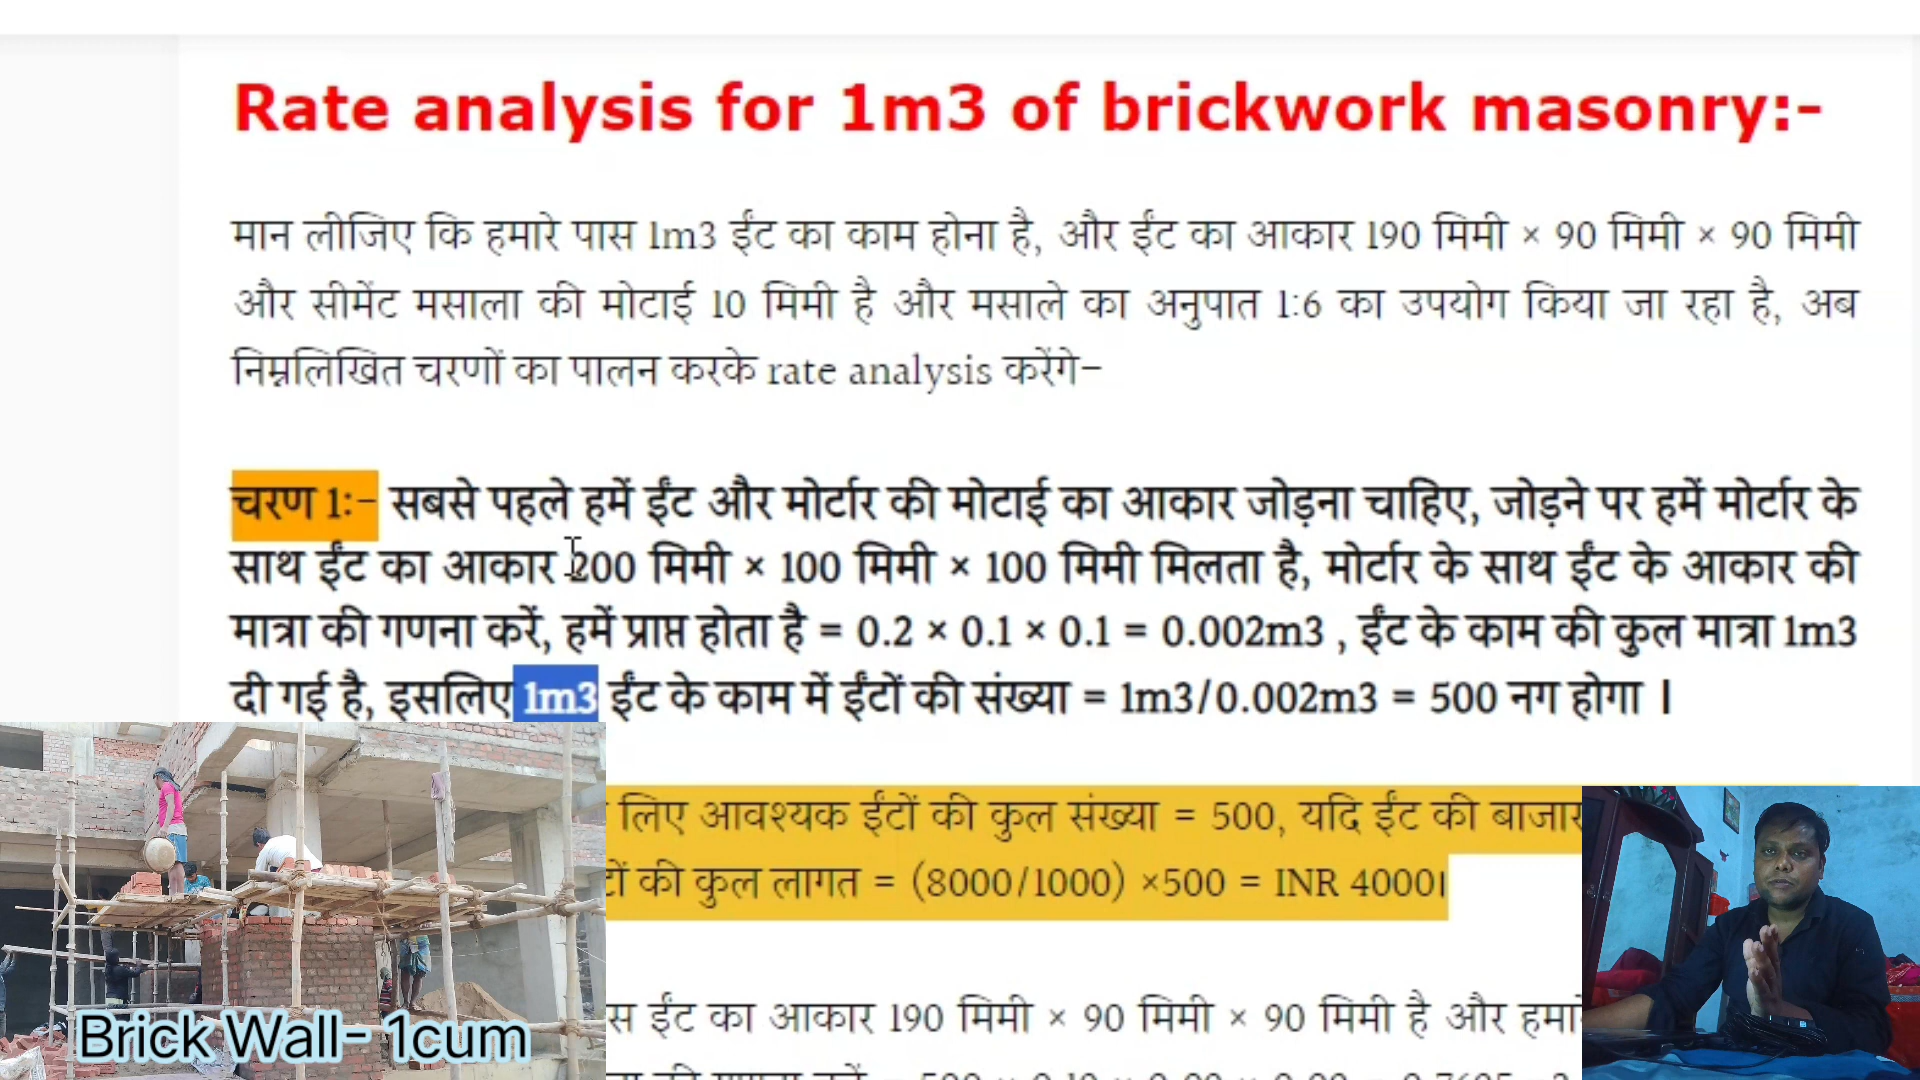 Rate analysis for 1m3 of brickwork masonry:-
मान लीजिए कि हमारे पास 1m3 ईंट का काम होना है, और ईंट का आकार 190 मिमी × 90 मिमी × 90 मिमी
और सीमेंट मसाला की मोटाई 10 मिमी है और मसाले का अनुपात 1:6 का उपयोग किया जा रहा है, अब
निम्नलिखित चरणों का पालन करके rate analysis करेंगे–
चरण 1:- सबसे पहले हमें ईंट और मोर्टार की मोटाई का आकार जोड़ना चाहिए, जोड़ने पर हमें मोर्टार के
साथ ईंट का आकार 200 मिमी × 100 मिमी × 100 मिमी मिलता है, मोर्टार के साथ ईंट के आकार की
मात्रा की गणना करें, हमें प्राप्त होता है = 0.2 × 0.1 × 0.1 = 0.002m3 , ईंट के काम की कुल मात्रा 1m3
दी गई है, इसलिए 1m3 ईंट के काम में ईंटों की संख्या = 1m3/0.002m3 = 500 नग होगा ।
लिए आवश्यक ईंटों की कुल संख्या = 500, यदि ईंट की बाजार
की कुल लागत = (8000/1000) ×500 = INR 4000।
ईंट का आकार 190 मिमी × 90 मिमी × 90 मिमी है और
Brick Wall- 1cum